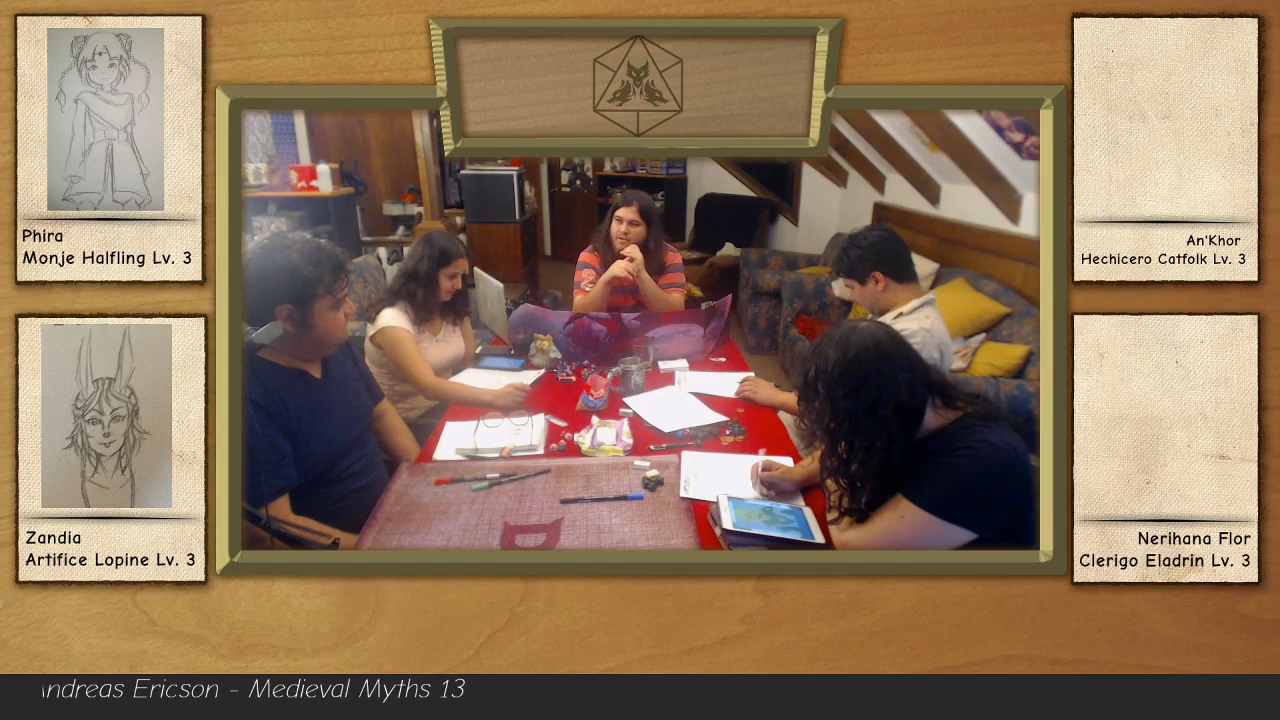 Phira
Monje Halfling Lv. 3
Zandia
Artifice Lopine Lv. 3
An'Khor
Hechicero Catfolk Lv. 3
Nerihana Flor
Clerigo Eladrin Lv. 3
ndreas Ericson - Medieval Myths 13